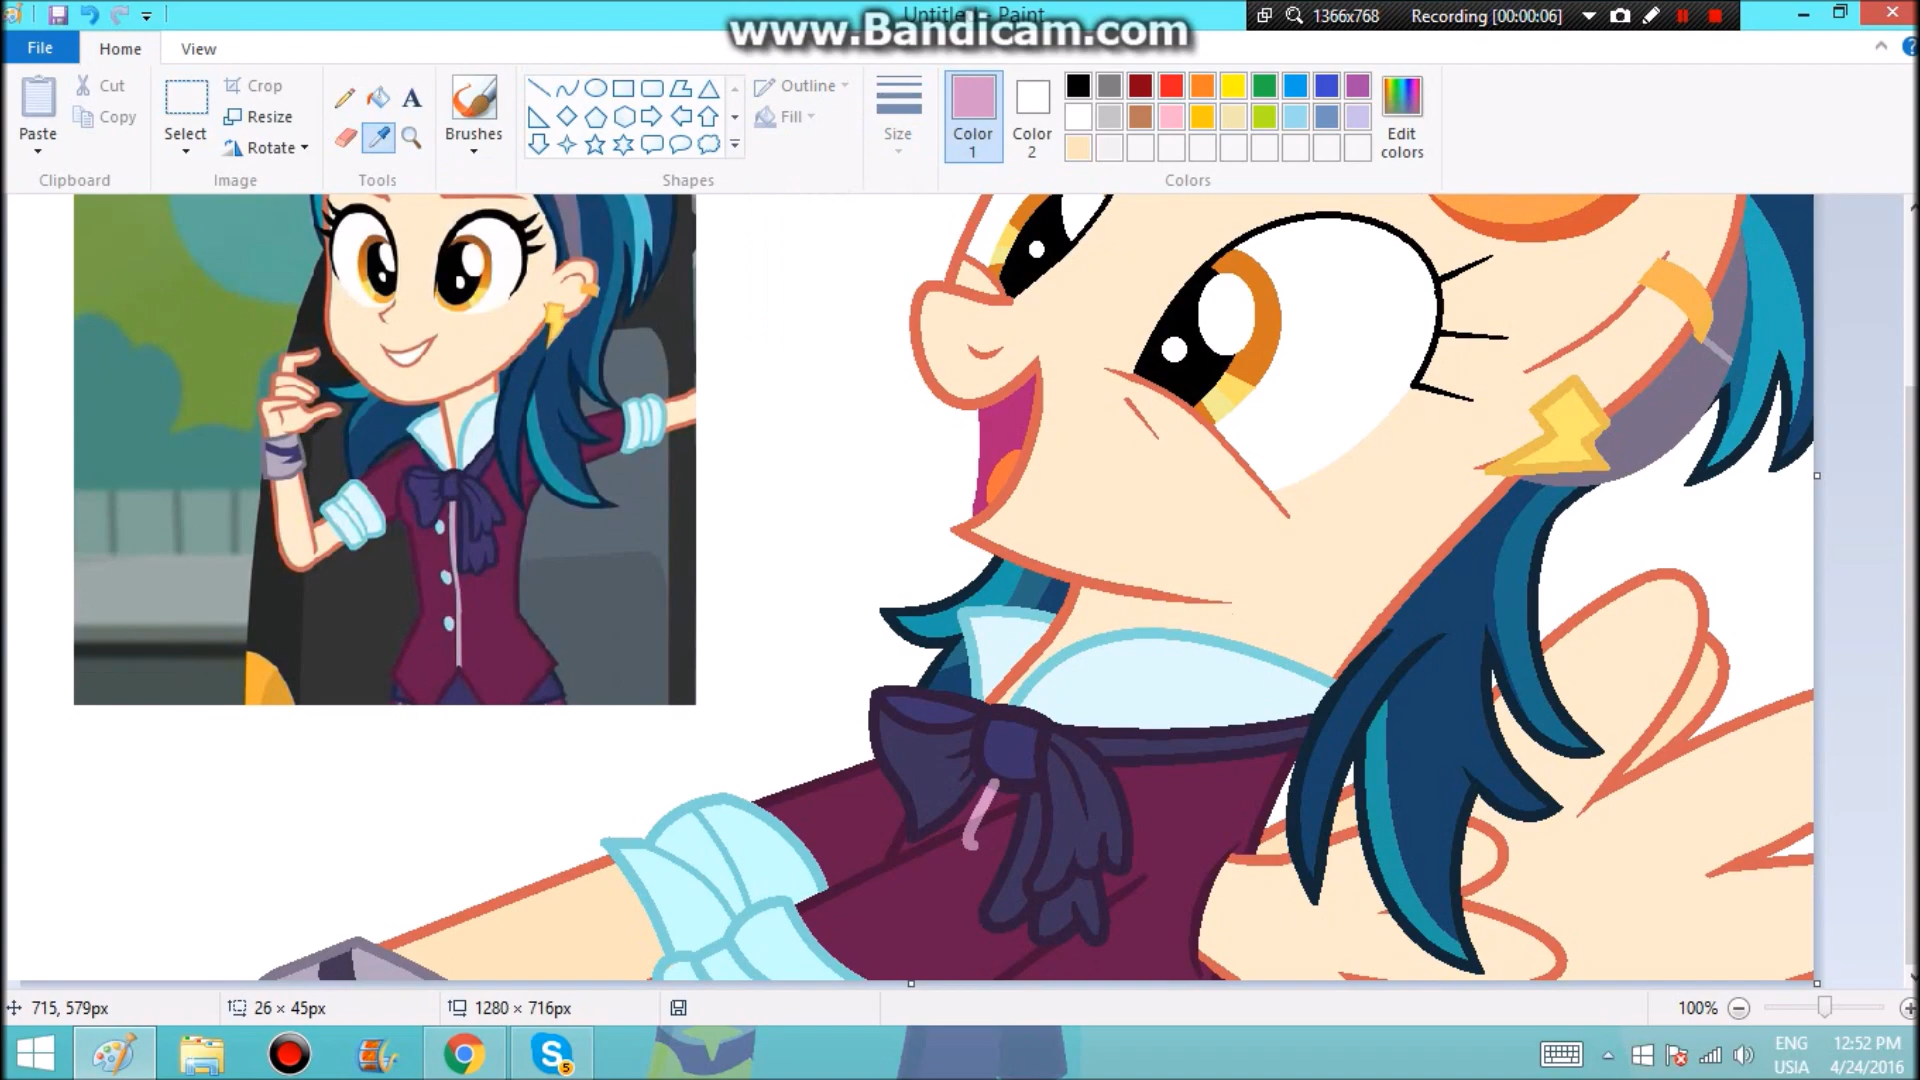 Untitled - Paint
www.Bandicam.com
1366x768
Recording [00:00:06]
File
Home
View
Paste
Cut
Copy
Clipboard
Select
Crop
Resize
Rotate
Image
A
Tools
Brushes
Outline
Fill
Shapes
Size
Color
1
Color
2
Edit
colors
Colors
715, 579px
26 × 45px
1280 × 716px
100%
S
5
ENG
USIA
12:52 PM
4/24/2016